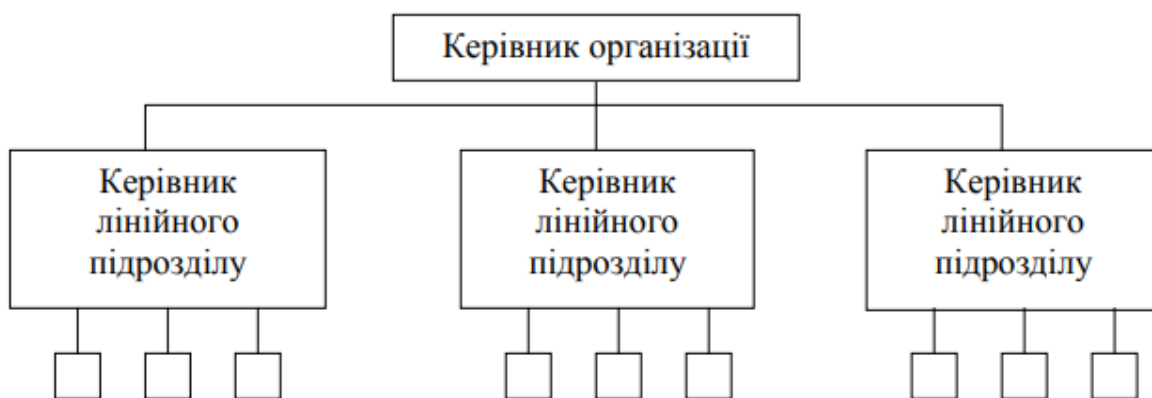 Керівник організації
Керівник
лінійного
підрозділу
Керівник
лінійного
підрозділу
Керівник
лінійного
підрозділу